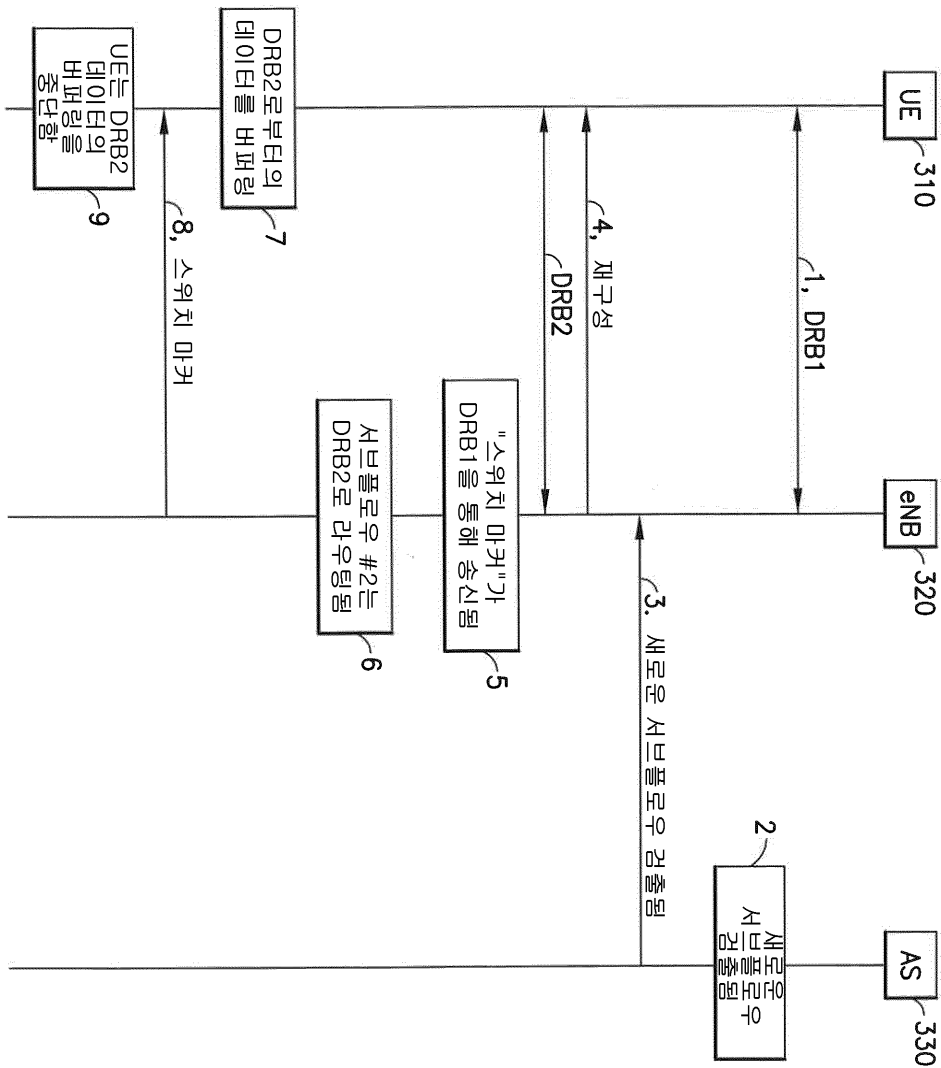 UE
310
eNB
320
AS
330
1, DRB1
2
새로운
서브플로우
검출됨
3. 새로운 서브플로우 검출됨
4, 재구성
DRB2
"스위치 마커"가
DRB1을 통해 송신됨
5
서브플로우 #2는
DRB2로 라우팅됨
6
DRB2로부터의
데이터를 버퍼링
7
8, 스위치 마커
UE는 DRB2
데이터의
버퍼링을
중단함
9